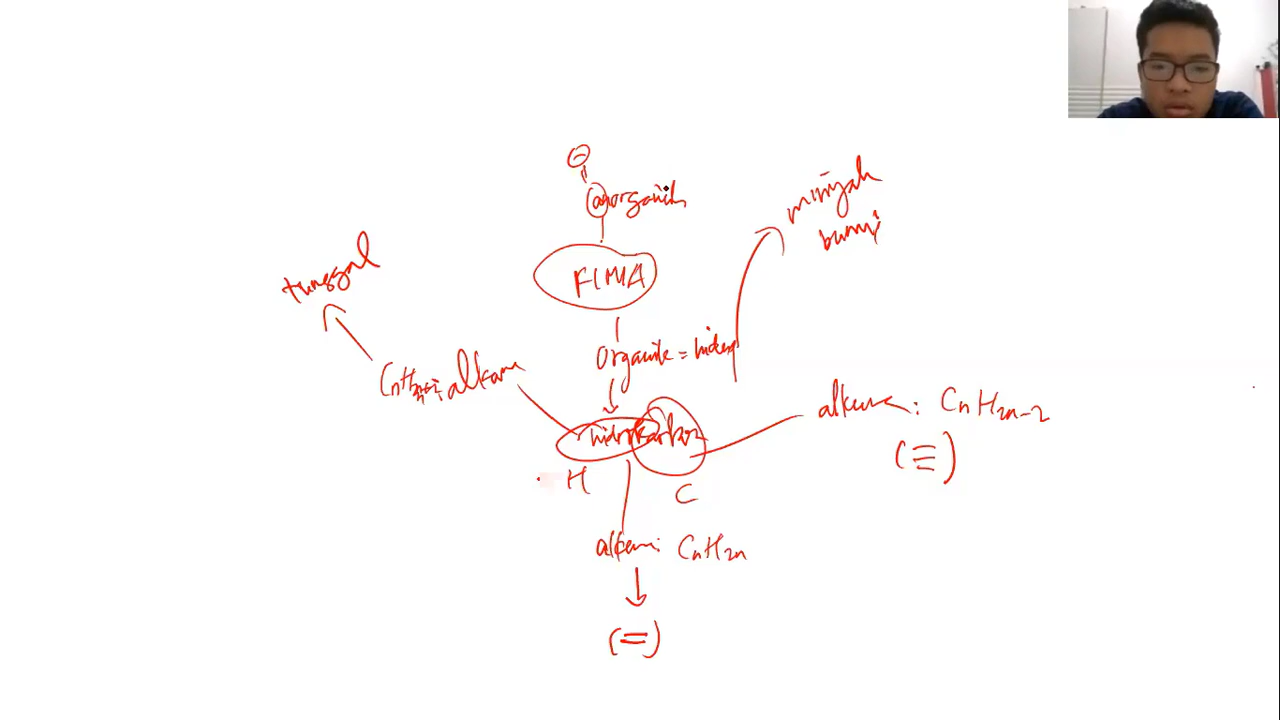 anorganik
KIMIA
minyak
bumi
tunggal
organik = hidup
CnH2n+2: alkana
hidrokarbon
alkuna: CnH2n-2
(≡)
H
C
alkena: CnH2n
(=)